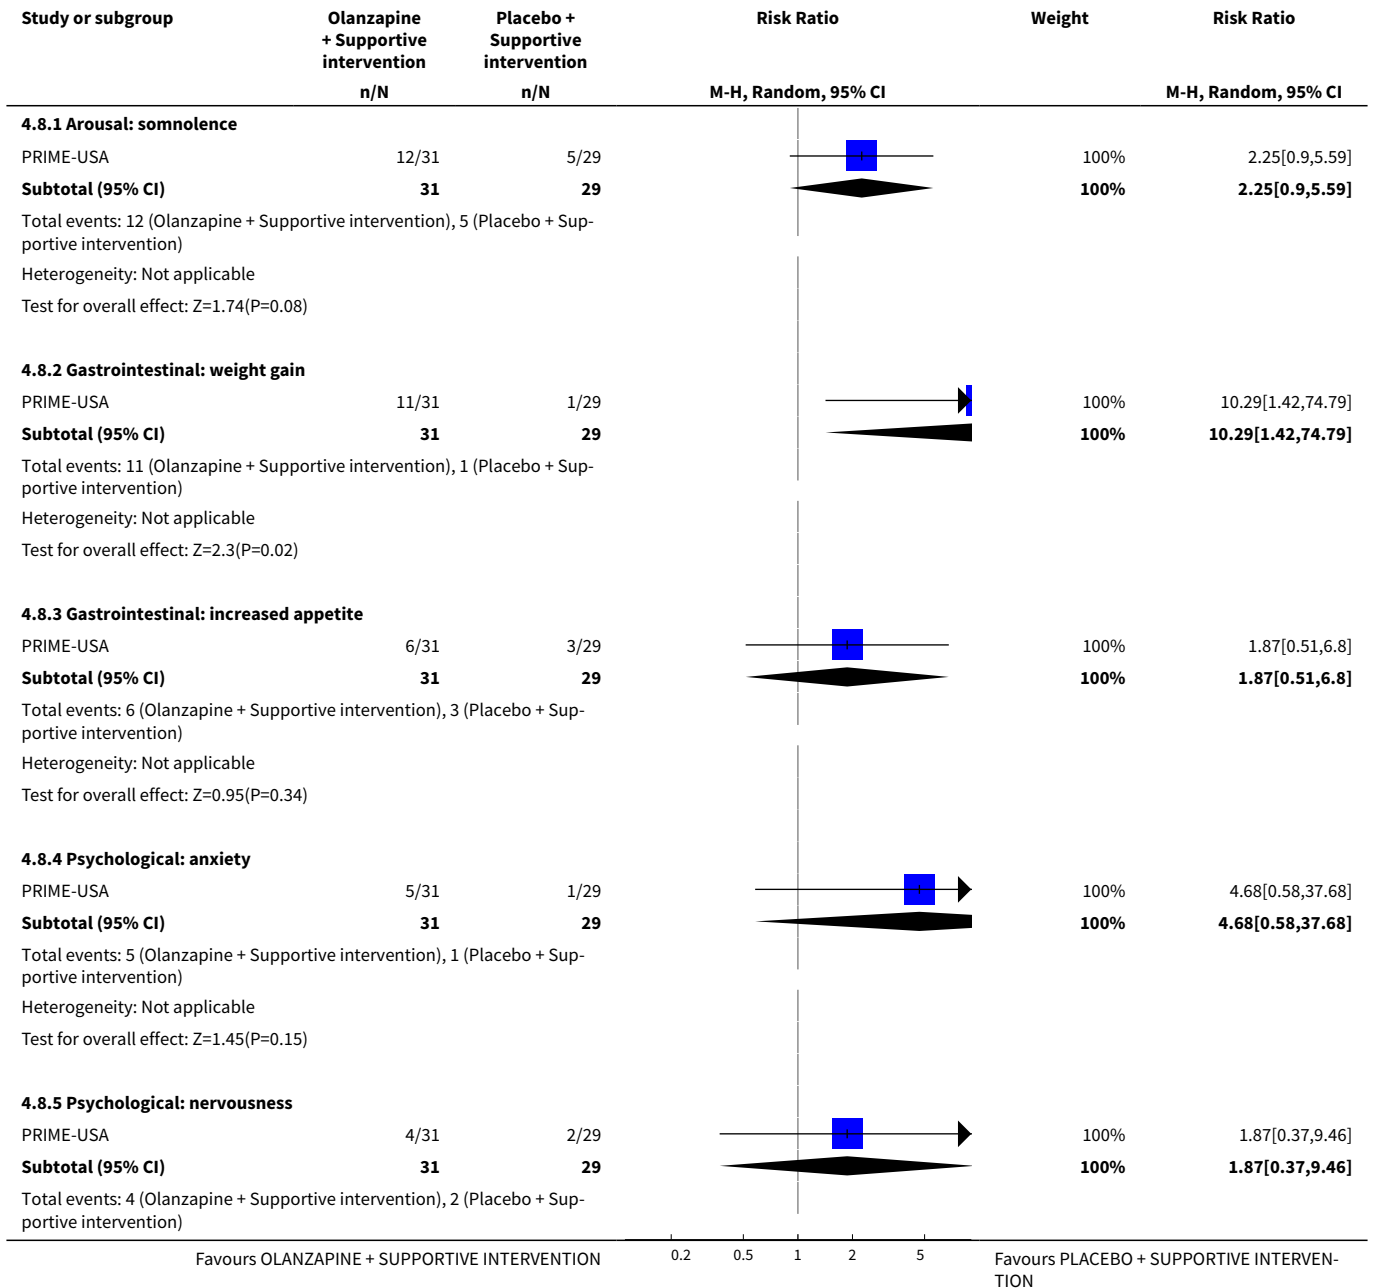 Study or subgroup Olanzapine + Supportive intervention Placebo + Supportive intervention Risk Ratio Weight Risk Ratio
n/N n/N M-H, Random, 95% CI M-H, Random, 95% CI
4.8.1 Arousal: somnolence
PRIME-USA 12/31 5/29 100% 2.25[0.9,5.59]
Subtotal (95% CI) 31 29 100% 2.25[0.9,5.59]
Total events: 12 (Olanzapine + Supportive intervention), 5 (Placebo + Sup-
portive intervention)
Heterogeneity: Not applicable
Test for overall effect: Z=1.74(P=0.08)
4.8.2 Gastrointestinal: weight gain
PRIME-USA 11/31 1/29 100% 10.29[1.42,74.79]
Subtotal (95% CI) 31 29 100% 10.29[1.42,74.79]
Total events: 11 (Olanzapine + Supportive intervention), 1 (Placebo + Sup-
portive intervention)
Heterogeneity: Not applicable
Test for overall effect: Z=2.3(P=0.02)
4.8.3 Gastrointestinal: increased appetite
PRIME-USA 6/31 3/29 100% 1.87[0.51,6.8]
Subtotal (95% CI) 31 29 100% 1.87[0.51,6.8]
Total events: 6 (Olanzapine + Supportive intervention), 3 (Placebo + Sup-
portive intervention)
Heterogeneity: Not applicable
Test for overall effect: Z=0.95(P=0.34)
4.8.4 Psychological: anxiety
PRIME-USA 5/31 1/29 100% 4.68[0.58,37.68]
Subtotal (95% CI) 31 29 100% 4.68[0.58,37.68]
Total events: 5 (Olanzapine + Supportive intervention), 1 (Placebo + Sup-
portive intervention)
Heterogeneity: Not applicable
Test for overall effect: Z=1.45(P=0.15)
4.8.5 Psychological: nervousness
PRIME-USA 4/31 2/29 100% 1.87[0.37,9.46]
Subtotal (95% CI) 31 29 100% 1.87[0.37,9.46]
Total events: 4 (Olanzapine + Supportive intervention), 2 (Placebo + Sup-
portive intervention)
Favours OLANZAPINE + SUPPORTIVE INTERVENTION 0.2 0.5 1 2 5 Favours PLACEBO + SUPPORTIVE INTERVEN-
TION